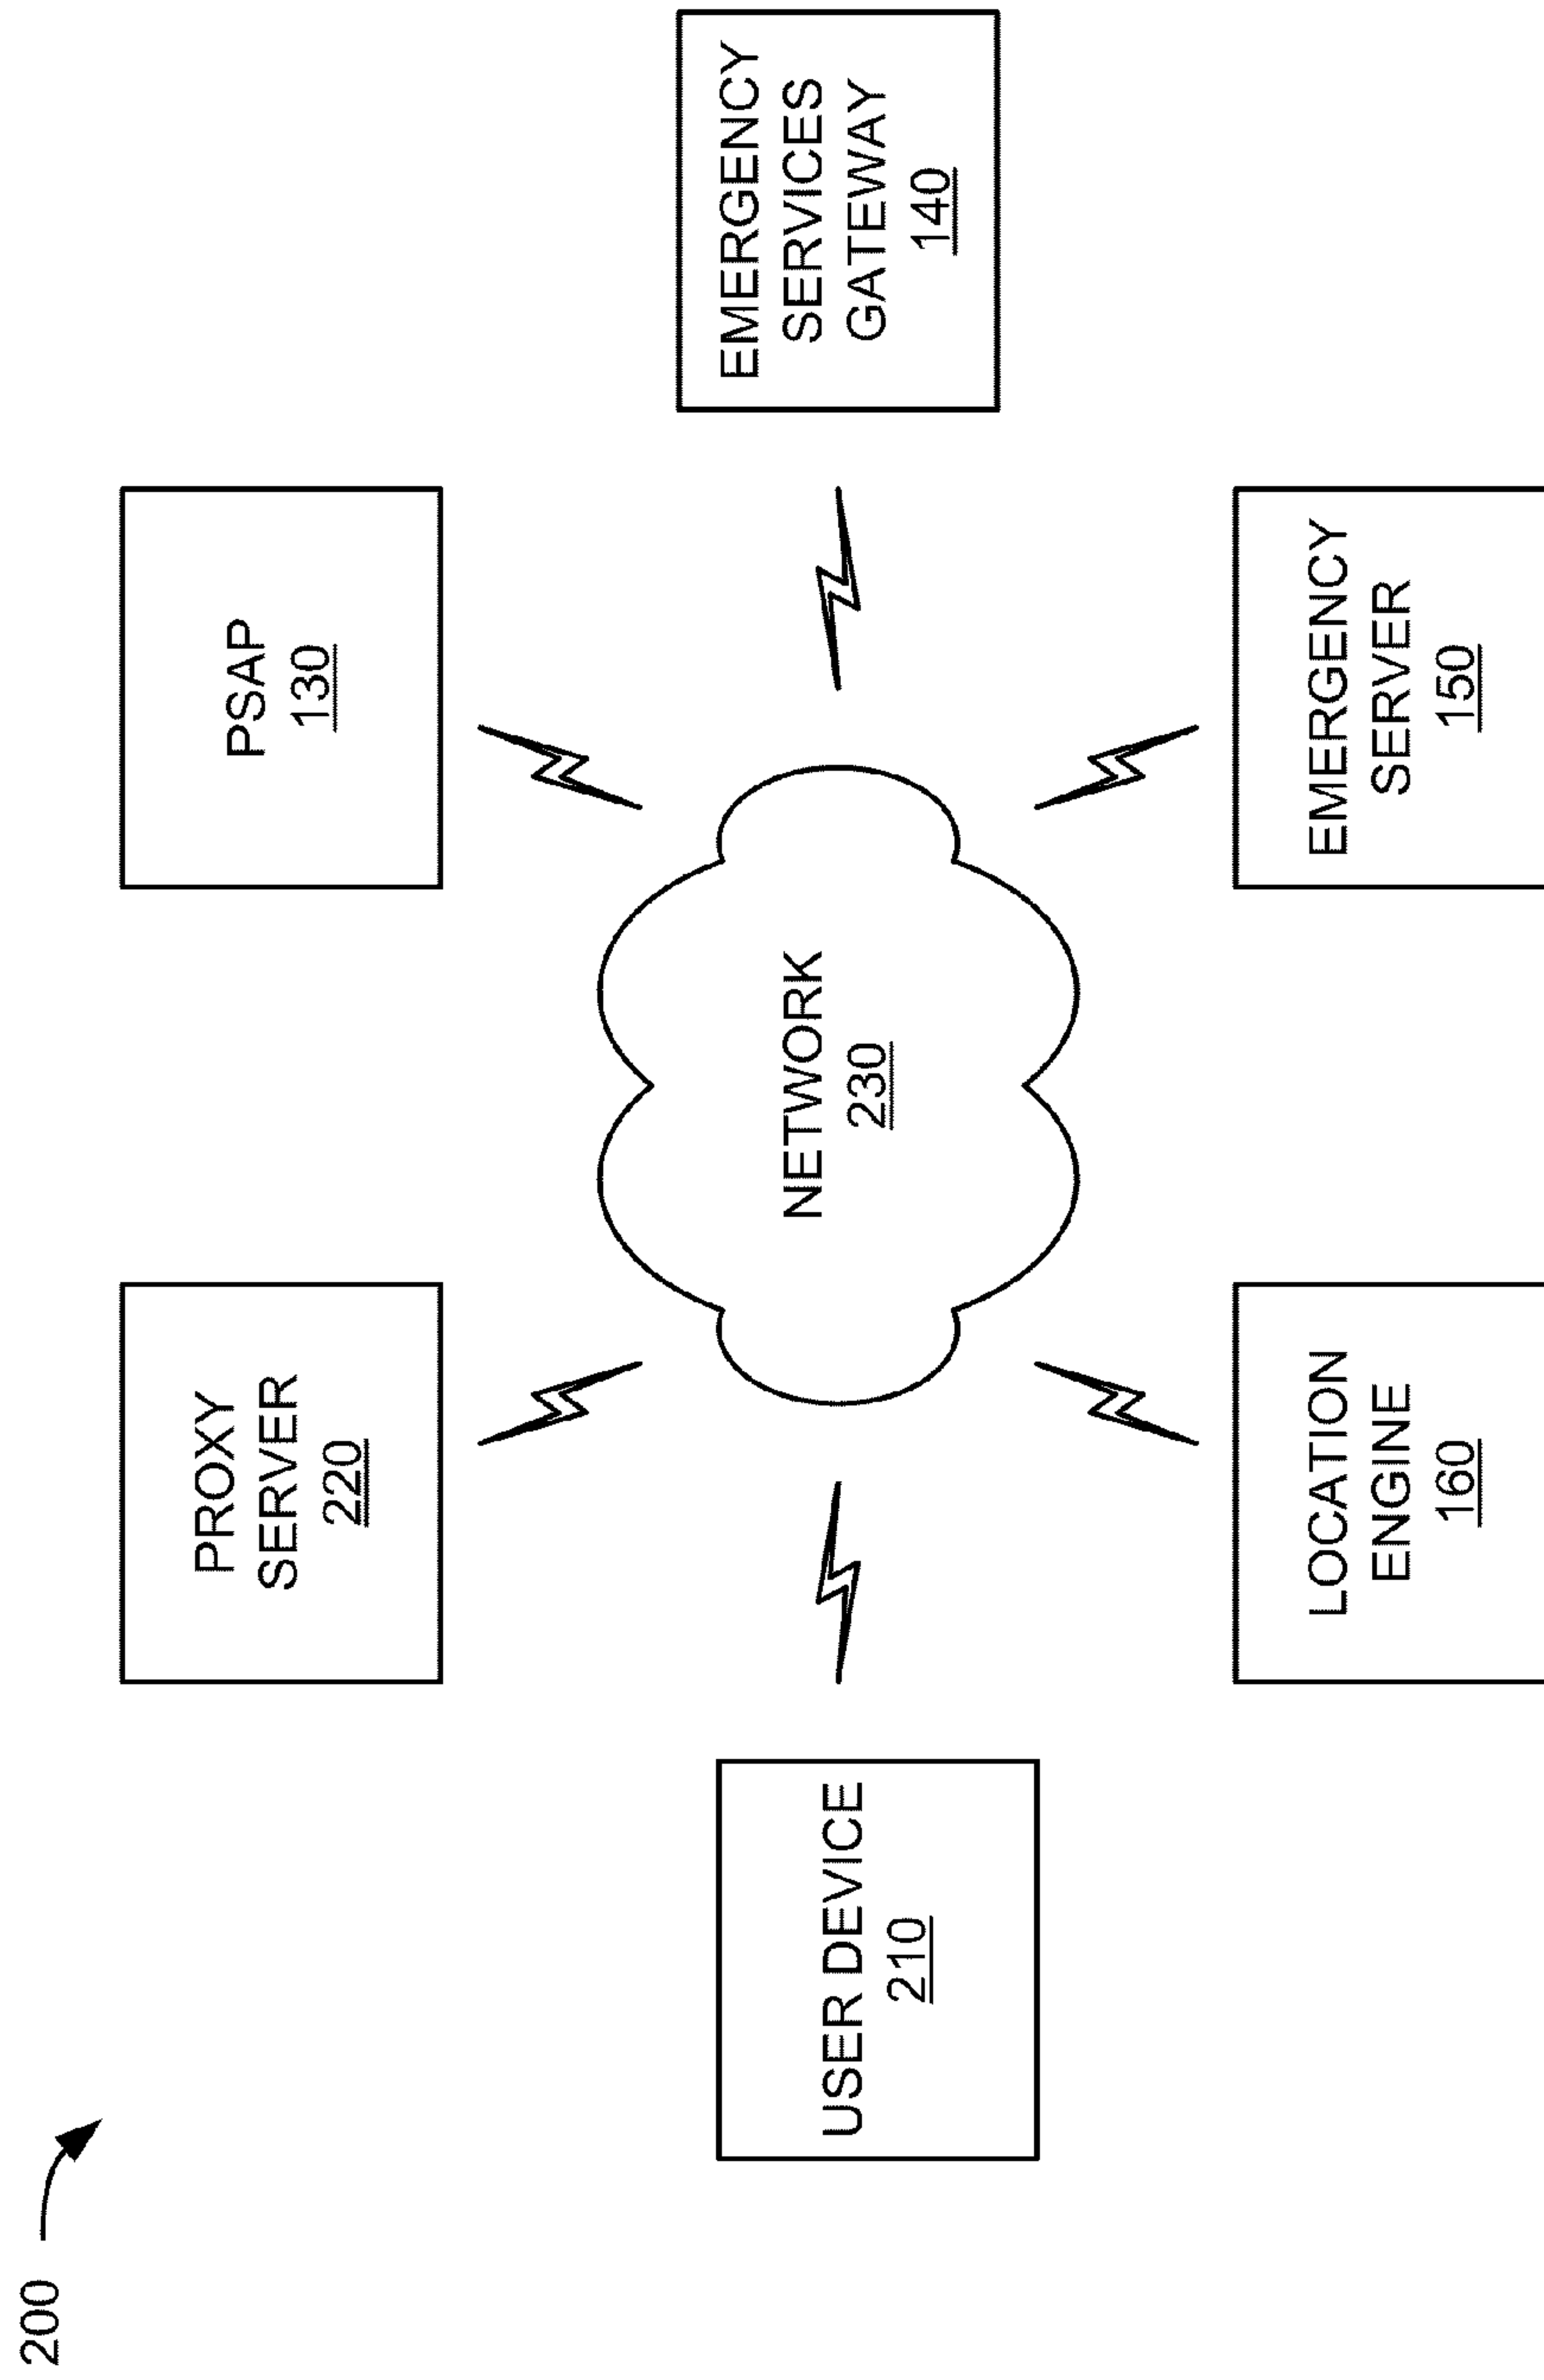 200
PROXY
SERVER
220
PSAP
130
USER DEVICE
210
NETWORK
230
EMERGENCY
SERVICES
GATEWAY
140
LOCATION
ENGINE
160
EMERGENCY
SERVER
150